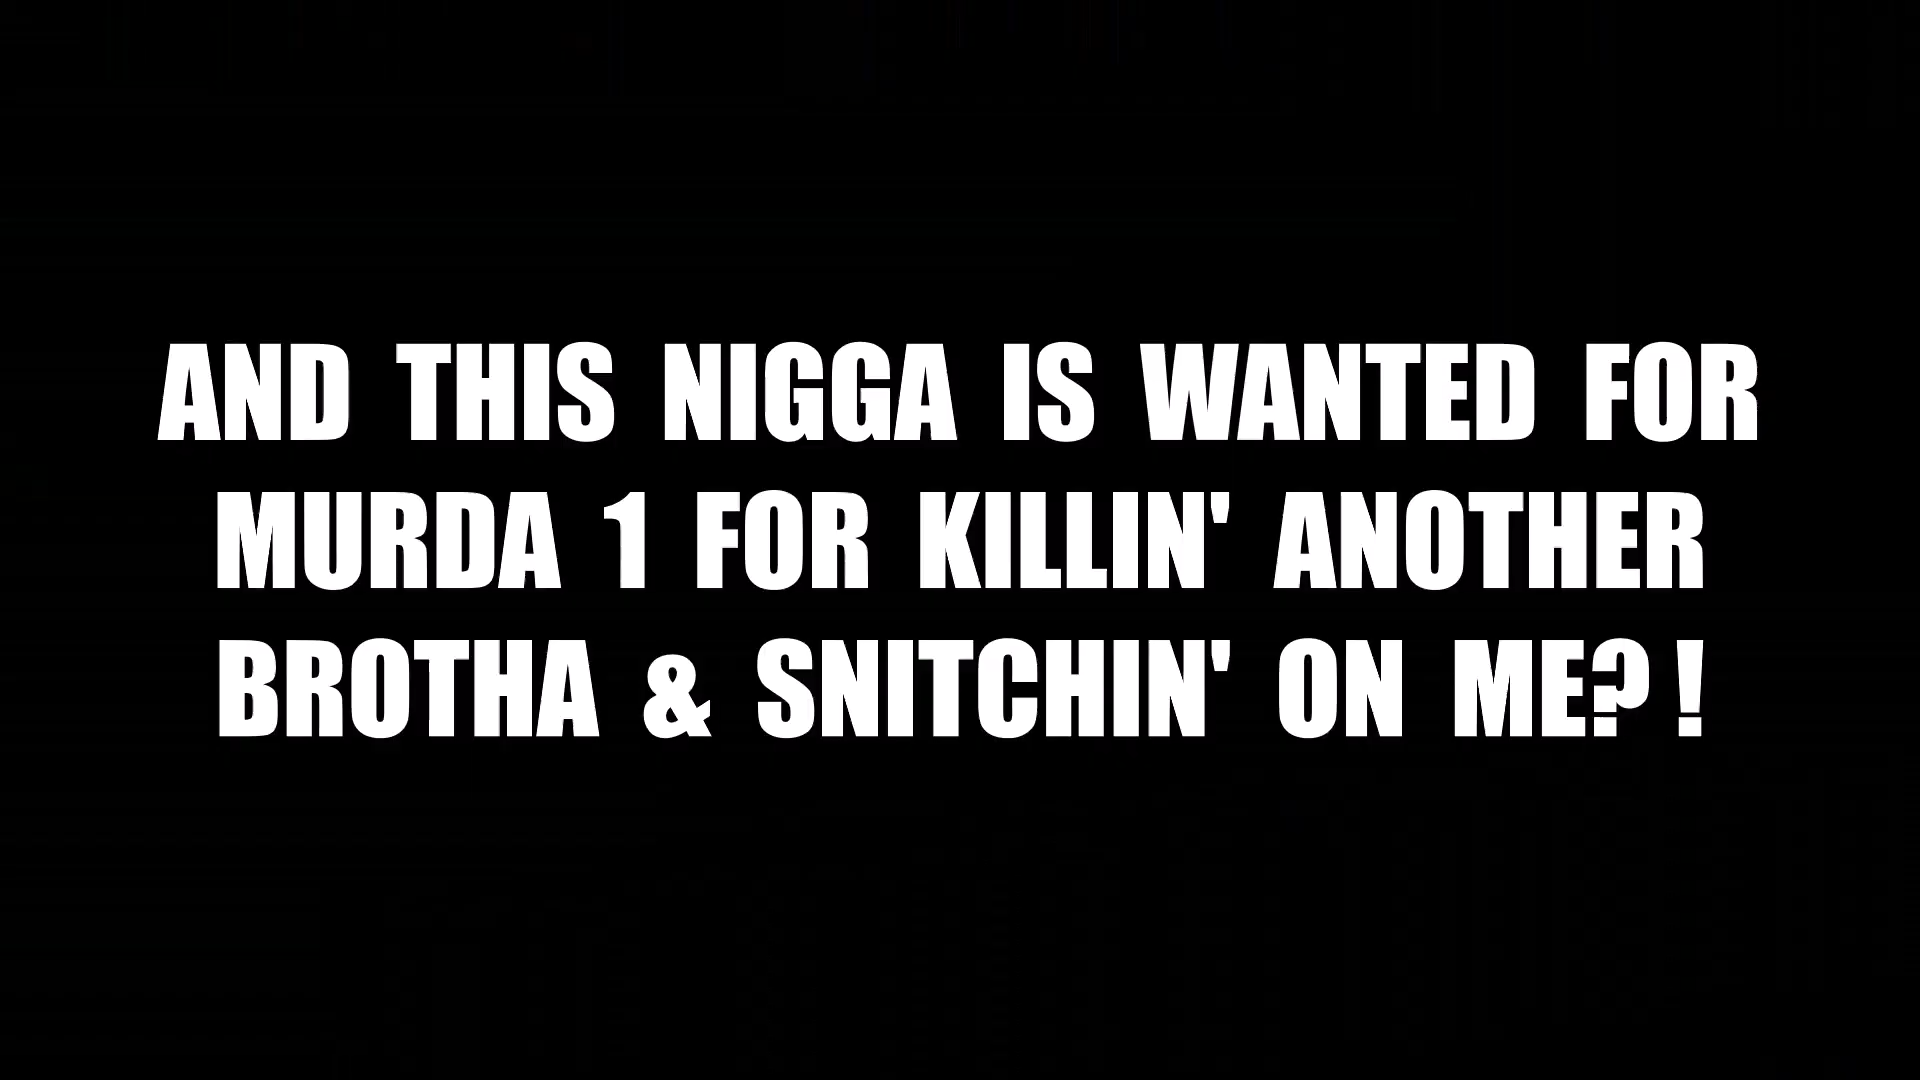 AND THIS NIGGA IS WANTED FOR
MURDA 1 FOR KILLIN' ANOTHER
BROTHA & SNITCHIN' ON ME?!